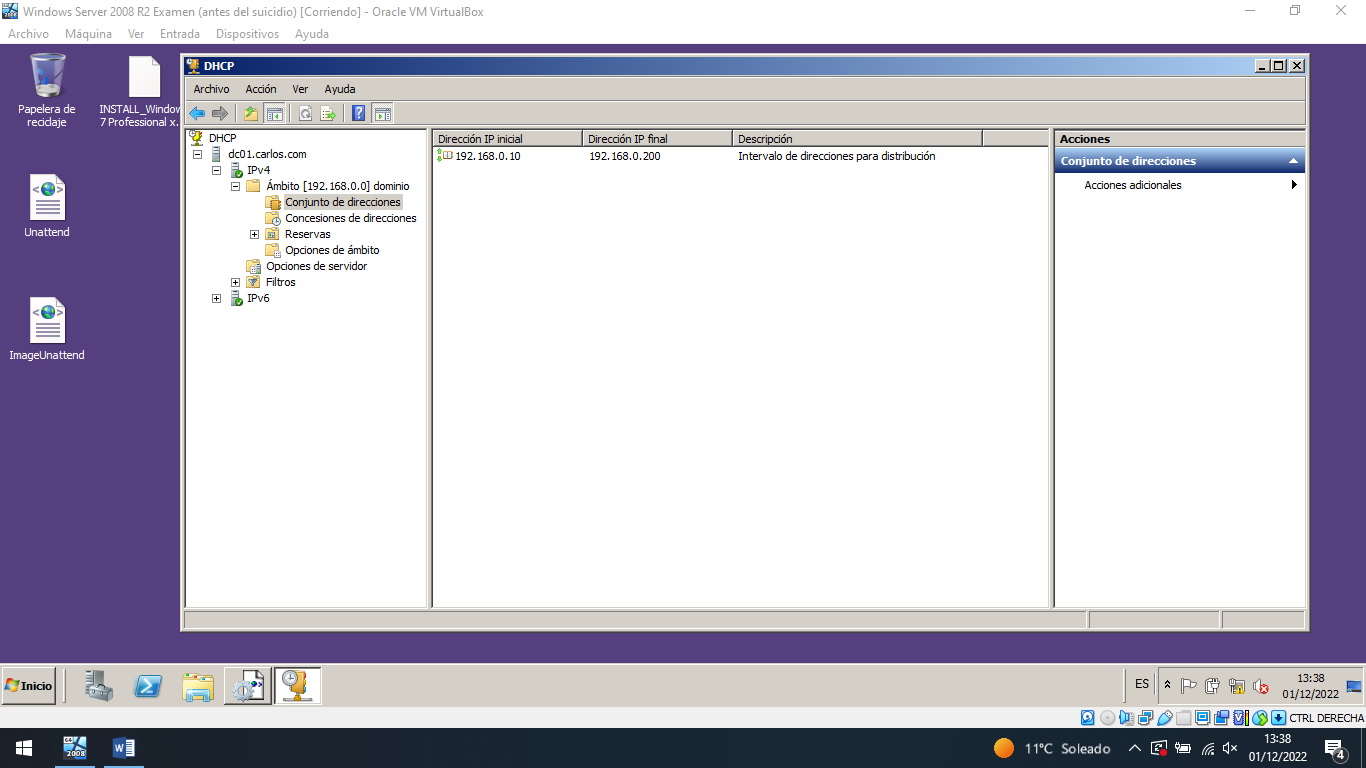 Windows Server 2008 R2 Examen (antes del suicidio) [Corriendo] - Oracle VM VirtualBox
Archivo Máquina Ver Entrada Dispositivos Ayuda
Papelera de
reciclaje
INSTALL_Window
7 Professional x.
Unattend
ImageUnattend
DHCP
Archivo Acción Ver Ayuda
DHCP
dc01.carlos.com
IPv4
Ámbito [192.168.0.0] dominio
Conjunto de direcciones
Concesiones de direcciones
Reservas
Opciones de ámbito
Opciones de servidor
Filtros
IPv6
Dirección IP inicial Dirección IP final Descripción
192.168.0.10 192.168.0.200 Intervalo de direcciones para distribución
Acciones
Conjunto de direcciones
Acciones adicionales
Inicio
ES
13:38
01/12/2022
CTRL DERECHA
2008
11°C Soleado
13:38
01/12/2022
4